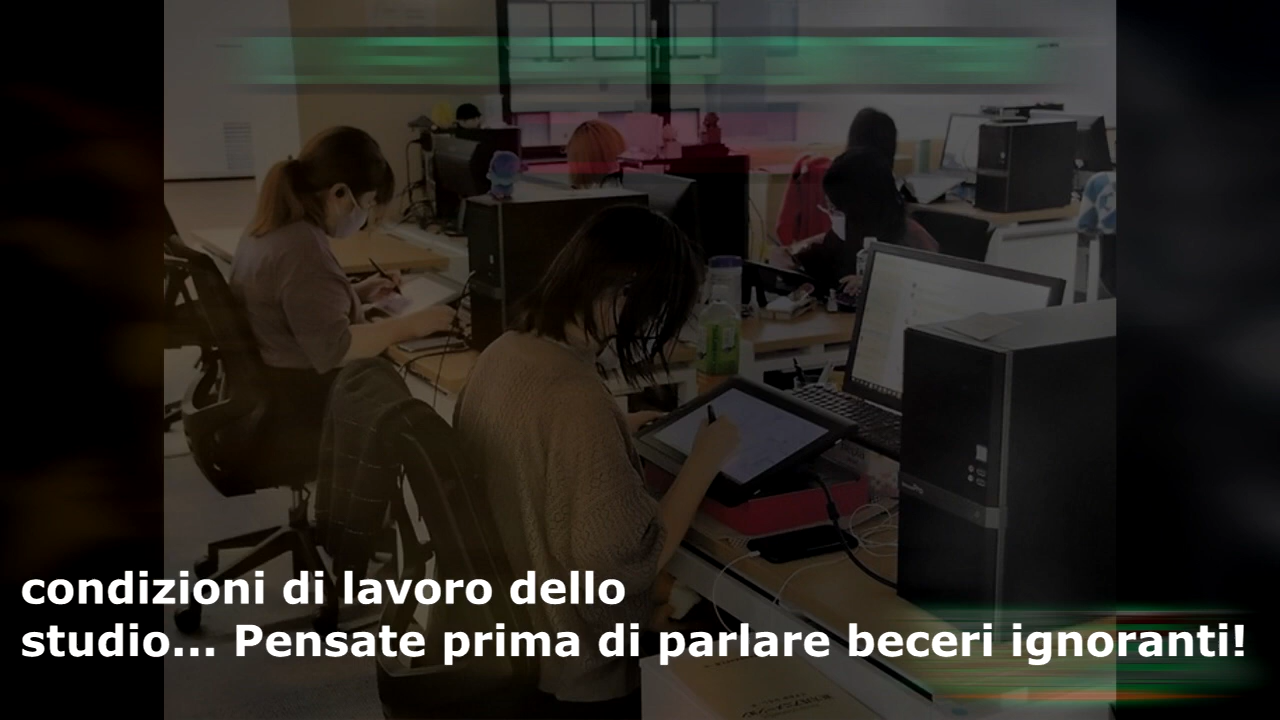 condizioni di lavoro dello
studio... Pensate prima di parlare beceri ignoranti!